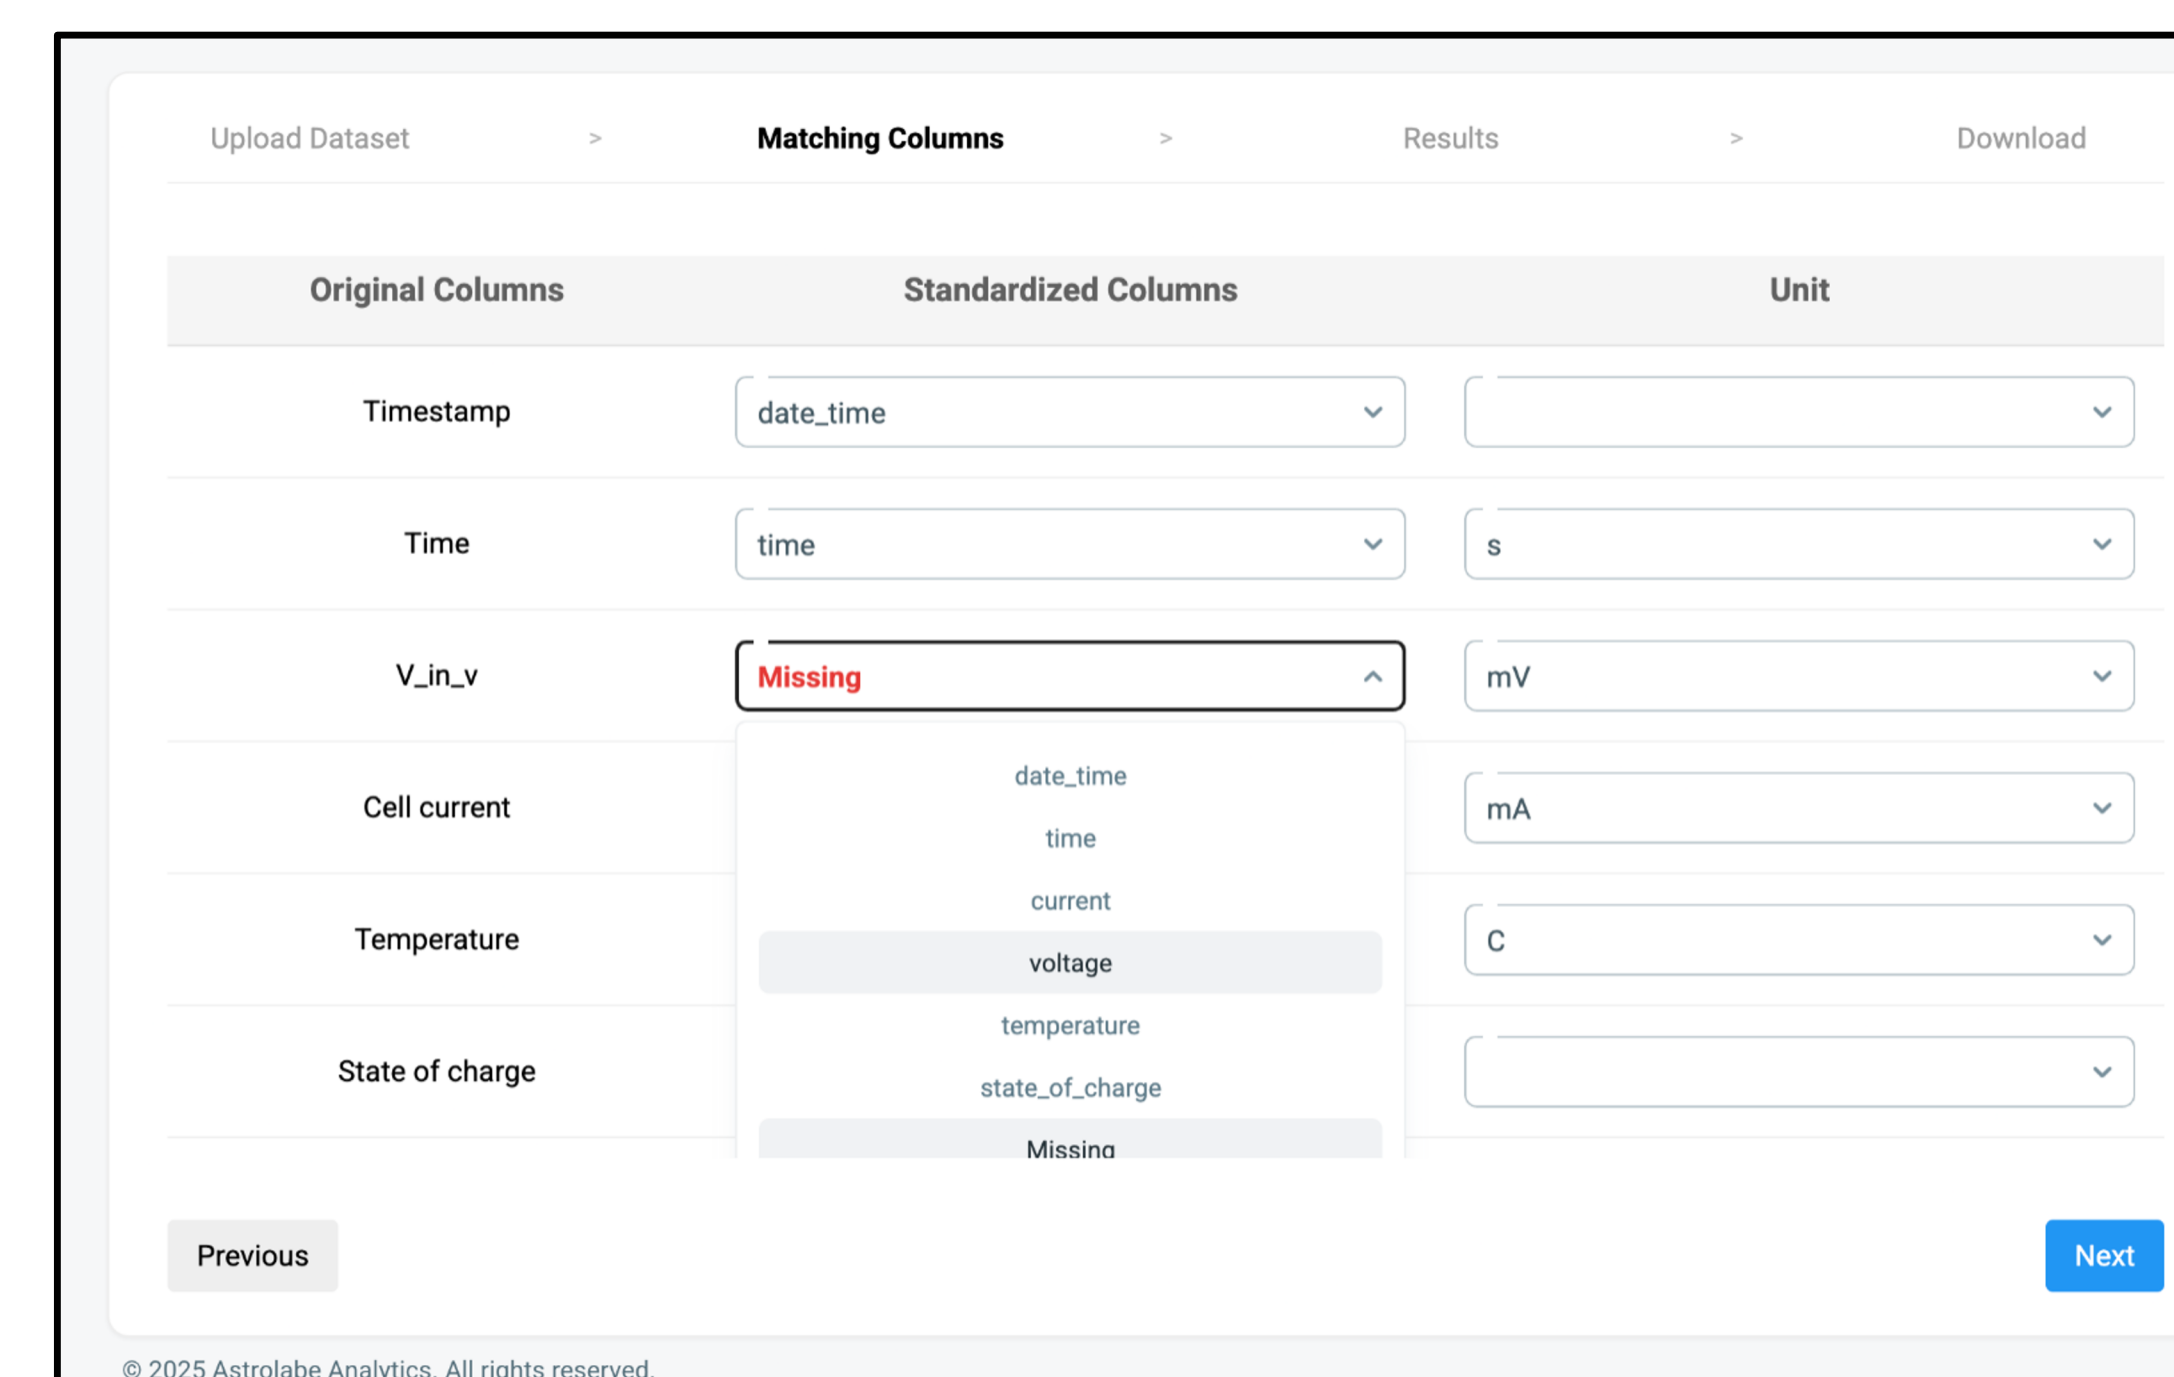 Upload Dataset > Matching Columns > Results > Download
Original Columns Standardized Columns Unit
Timestamp date_time
Time time s
V_in_v Missing mV
date_time
Cell current mA
time
current
Temperature C
voltage
temperature
State of charge
state_of_charge
Missing
Previous Next
© 2025 Astrolabe Analytics. All rights reserved.